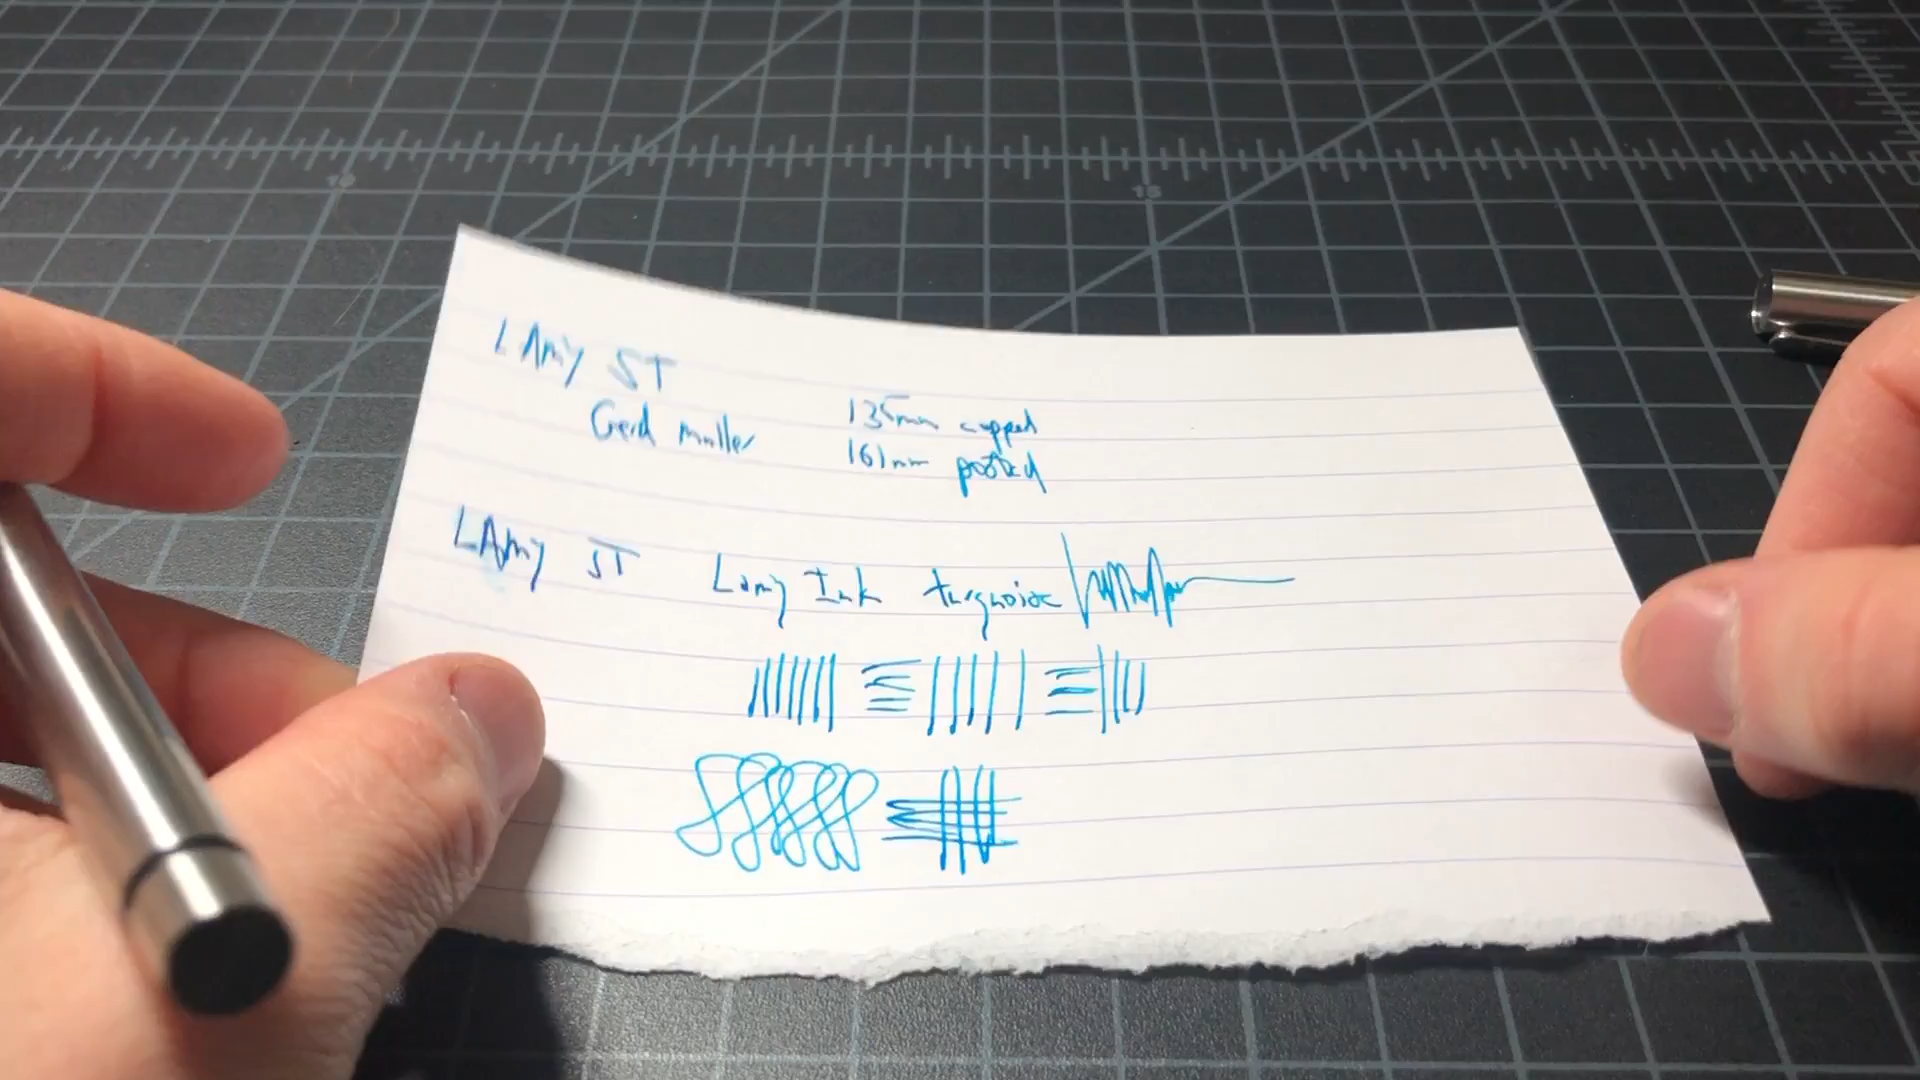 LAmy ST
Gerd muller 135mm capped
161mm posted
LAmy ST Lamy Ink turquoise